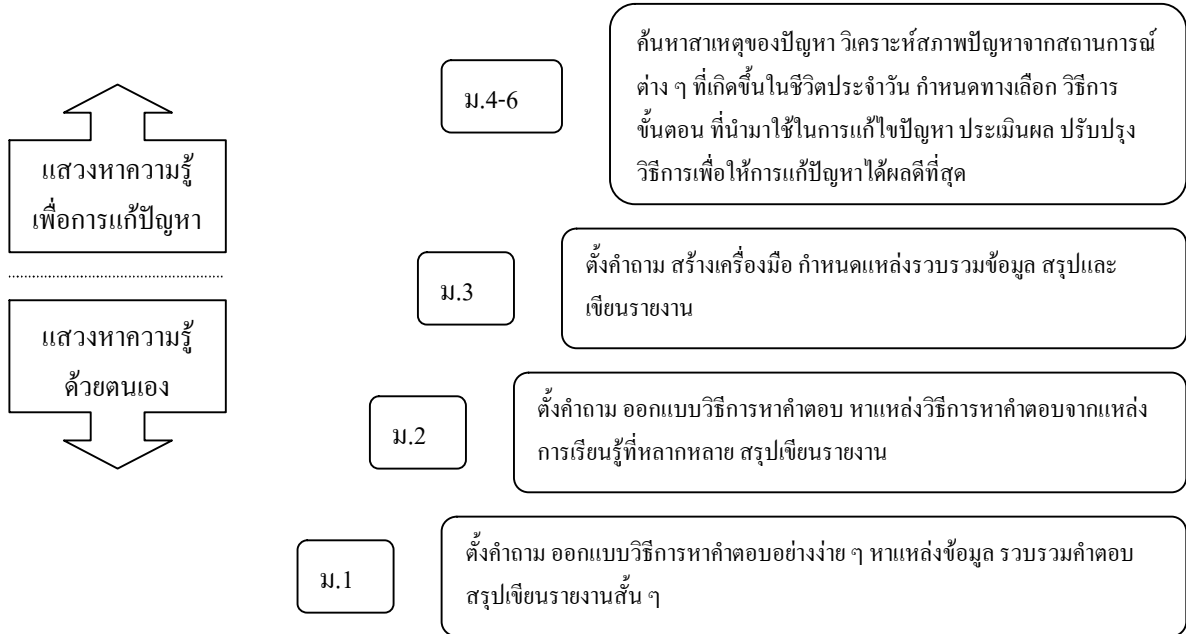 ม.4-6
ค้นหาสาเหตุของปัญหา วิเคราะห์สภาพปัญหาจากสถานการณ์
ต่าง ๆ ที่เกิดขึ้นในชีวิตประจำวัน กำหนดทางเลือก วิธีการ
ขั้นตอน ที่นำมาใช้ในการแก้ไขปัญหา ประเมินผล ปรับปรุง
วิธีการเพื่อให้การแก้ปัญหาได้ผลดีที่สุด
แสวงหาความรู้
เพื่อการแก้ปัญหา
ม.3
ตั้งคำถาม สร้างเครื่องมือ กำหนดแหล่งรวบรวมข้อมูล สรุปและ
เขียนรายงาน
แสวงหาความรู้
ด้วยตนเอง
ม.2
ตั้งคำถาม ออกแบบวิธีการหาคำตอบ หาแหล่งวิธีการหาคำตอบจากแหล่ง
การเรียนรู้ที่หลากหลาย สรุปเขียนรายงาน
ม.1
ตั้งคำถาม ออกแบบวิธีการหาคำตอบอย่างง่าย ๆ หาแหล่งข้อมูล รวบรวมคำตอบ
สรุปเขียนรายงานสั้น ๆ